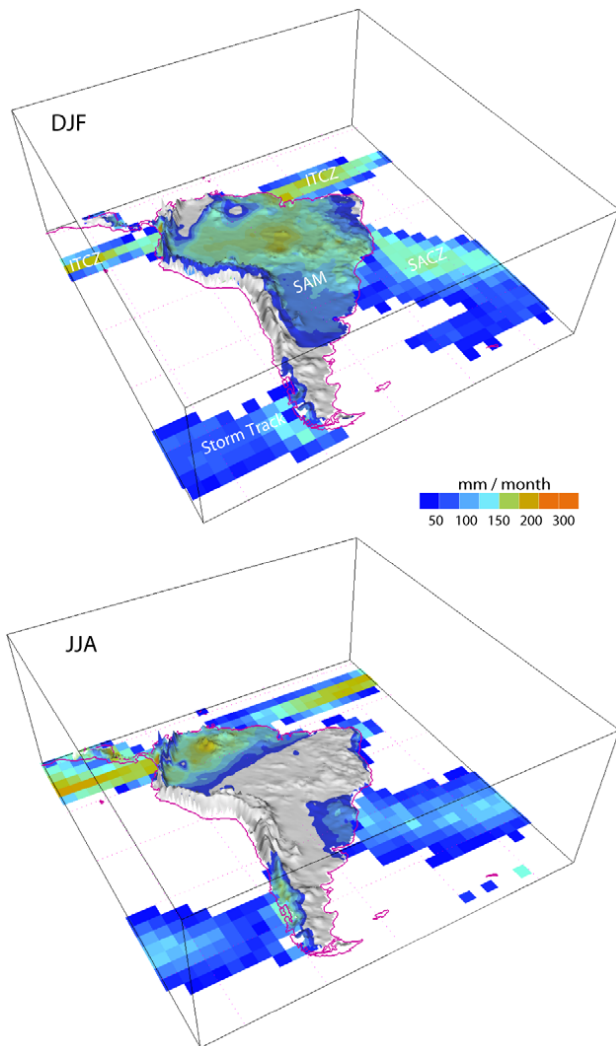 DJF
ITCZ
ITCZ
SACZ
SAM
Storm Track
mm / month
50 100 150 200 300
JJA